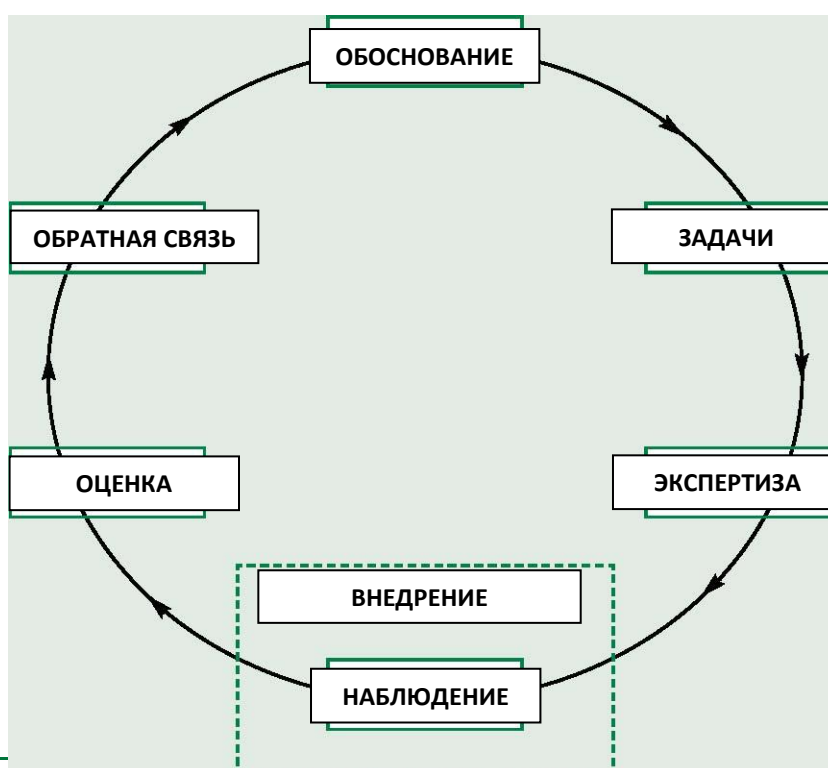 ОБОСНОВАНИЕ
ОБРАТНАЯ СВЯЗЬ
ЗАДАЧИ
ОЦЕНКА
ЭКСПЕРТИЗА
ВНЕДРЕНИЕ
НАБЛЮДЕНИЕ